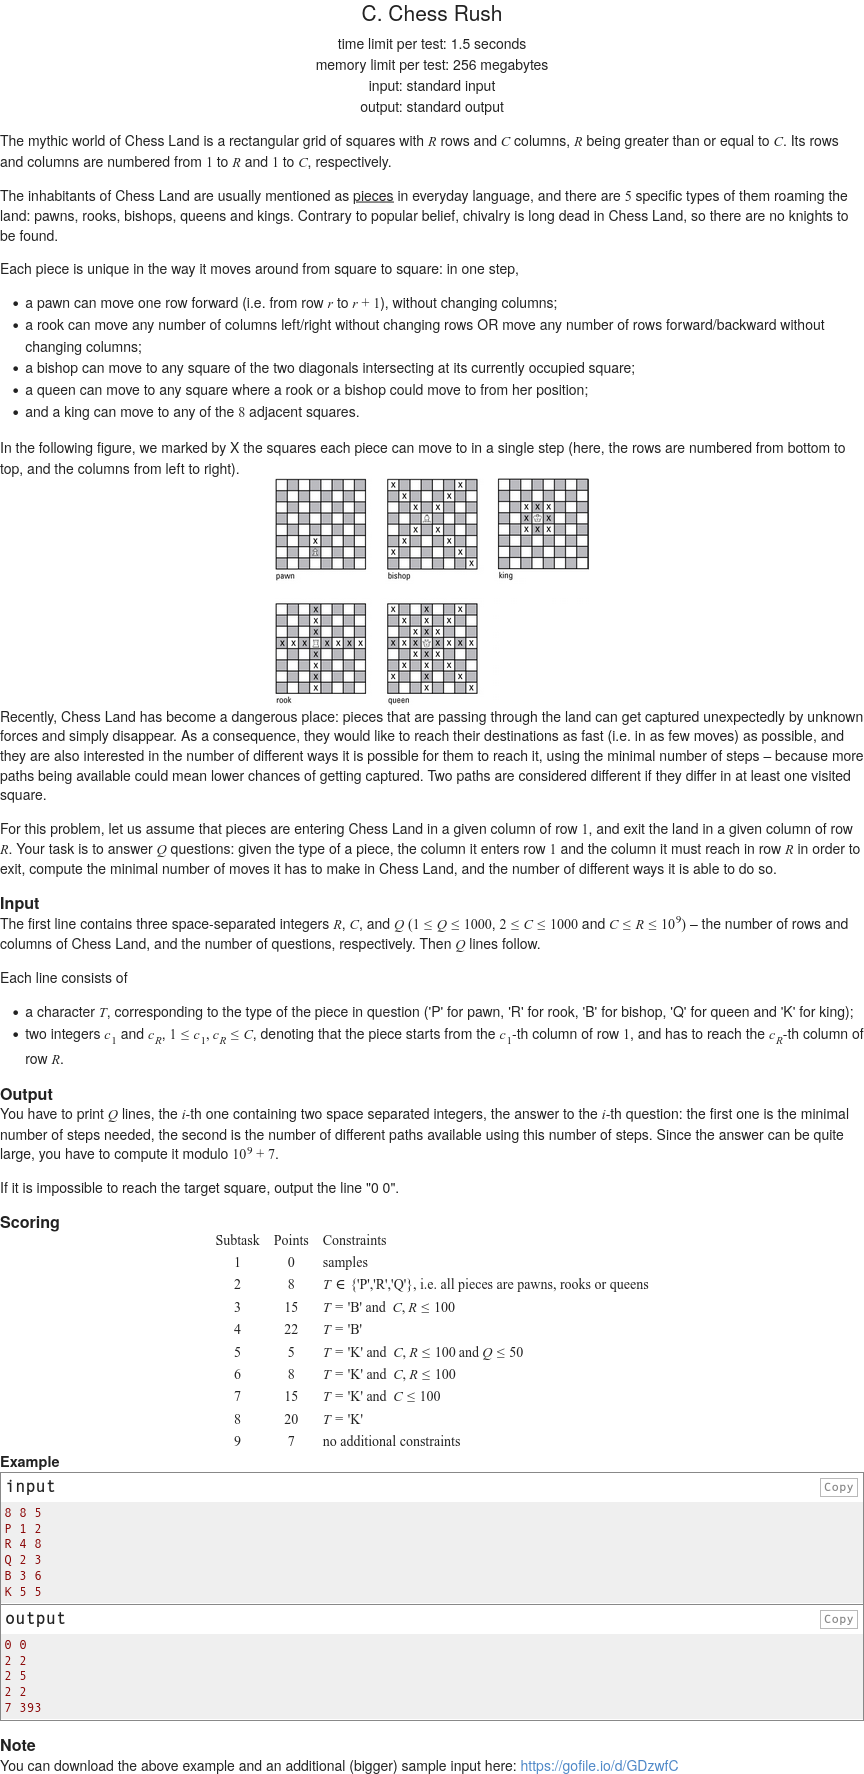 C. Chess Rush
time limit per test: 1.5 seconds
memory limit per test: 256 megabytes
input: standard input
output: standard output
The mythic world of Chess Land is a rectangular grid of squares with R rows and C columns, R being greater than or equal to C. Its rows
and columns are numbered from 1 to R and 1 to C, respectively.
The inhabitants of Chess Land are usually mentioned as pieces in everyday language, and there are 5 specific types of them roaming the
land: pawns, rooks, bishops, queens and kings. Contrary to popular belief, chivalry is long dead in Chess Land, so there are no knights to
be found.
Each piece is unique in the way it moves around from square to square: in one step,
• a pawn can move one row forward (i.e. from row r to r + 1), without changing columns;
• a rook can move any number of columns left/right without changing rows OR move any number of rows forward/backward without
changing columns;
• a bishop can move to any square of the two diagonals intersecting at its currently occupied square;
• a queen can move to any square where a rook or a bishop could move to from her position;
• and a king can move to any of the 8 adjacent squares.
In the following figure, we marked by X the squares each piece can move to in a single step (here, the rows are numbered from bottom to
top, and the columns from left to right).
pawn bishop king
rook queen
Recently, Chess Land has become a dangerous place: pieces that are passing through the land can get captured unexpectedly by unknown
forces and simply disappear. As a consequence, they would like to reach their destinations as fast (i.e. in as few moves) as possible, and
they are also interested in the number of different ways it is possible for them to reach it, using the minimal number of steps – because more
paths being available could mean lower chances of getting captured. Two paths are considered different if they differ in at least one visited
square.
For this problem, let us assume that pieces are entering Chess Land in a given column of row 1, and exit the land in a given column of row
R. Your task is to answer Q questions: given the type of a piece, the column it enters row 1 and the column it must reach in row R in order to
exit, compute the minimal number of moves it has to make in Chess Land, and the number of different ways it is able to do so.
Input
The first line contains three space-separated integers R, C, and Q (1 ≤ Q ≤ 1000, 2 ≤ C ≤ 1000 and C ≤ R ≤ 10^9) – the number of rows and
columns of Chess Land, and the number of questions, respectively. Then Q lines follow.
Each line consists of
• a character T, corresponding to the type of the piece in question ('P' for pawn, 'R' for rook, 'B' for bishop, 'Q' for queen and 'K' for king);
• two integers c_1 and c_R, 1 ≤ c_1, c_R ≤ C, denoting that the piece starts from the c_1-th column of row 1, and has to reach the c_R-th column of
row R.
Output
You have to print Q lines, the i-th one containing two space separated integers, the answer to the i-th question: the first one is the minimal
number of steps needed, the second is the number of different paths available using this number of steps. Since the answer can be quite
large, you have to compute it modulo 10^9 + 7.
If it is impossible to reach the target square, output the line "0 0".
Scoring
Subtask Points Constraints
1 0 samples
2 8 T ∈ {'P','R','Q'}, i.e. all pieces are pawns, rooks or queens
3 15 T = 'B' and C, R ≤ 100
4 22 T = 'B'
5 5 T = 'K' and C, R ≤ 100 and Q ≤ 50
6 8 T = 'K' and C, R ≤ 100
7 15 T = 'K' and C ≤ 100
8 20 T = 'K'
9 7 no additional constraints
Example
input Copy
8 8 5
P 1 2
R 4 8
Q 2 3
B 3 6
K 5 5
output Copy
0 0
2 2
2 5
2 2
7 393
Note
You can download the above example and an additional (bigger) sample input here: https://gofile.io/d/GDzwfC